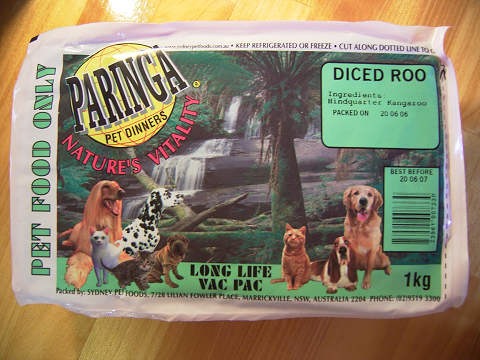 www.sydneypetfoods.com.au • KEEP REFRIGERATED OR FREEZE • CUT ALONG DOTTED LINE TO
PET FOOD ONLY
PARINGA
PET DINNERS
NATURE'S VITALITY
DICED ROO
Ingredients:
Hindquarter Kangaroo
PACKED ON 20 06 06
BEST BEFORE
20 06 07
LONG LIFE
VAC PAC
1kg
Packed by: SYDNEY PET FOODS, 7/28 LILIAN FOWLER PLACE, MARRICKVILLE, NSW, AUSTRALIA 2204 PHONE: (02)9519 3300